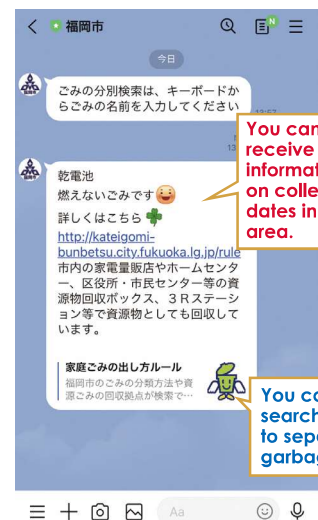 福岡市
N
今日
ごみの分別検索は、キーボードか
らごみの名前を入力してください
You can
receive
on
dates in
area.
乾電池
燃えないごみです
詳しくはこちら
http://kateigomi-
bunbetsu.city.fukuoka.lg.jp/rule
市内の家電量販店やホームセンタ
ー、区役所・市民センター等の資
源物回収ボックス、3Rステーシ
ョン等で資源物としても回収して
います。
家庭ごみの出し方ルール
福岡市のごみの分類方法や資
源ごみの回収拠点が検索で…
You
to
Aa